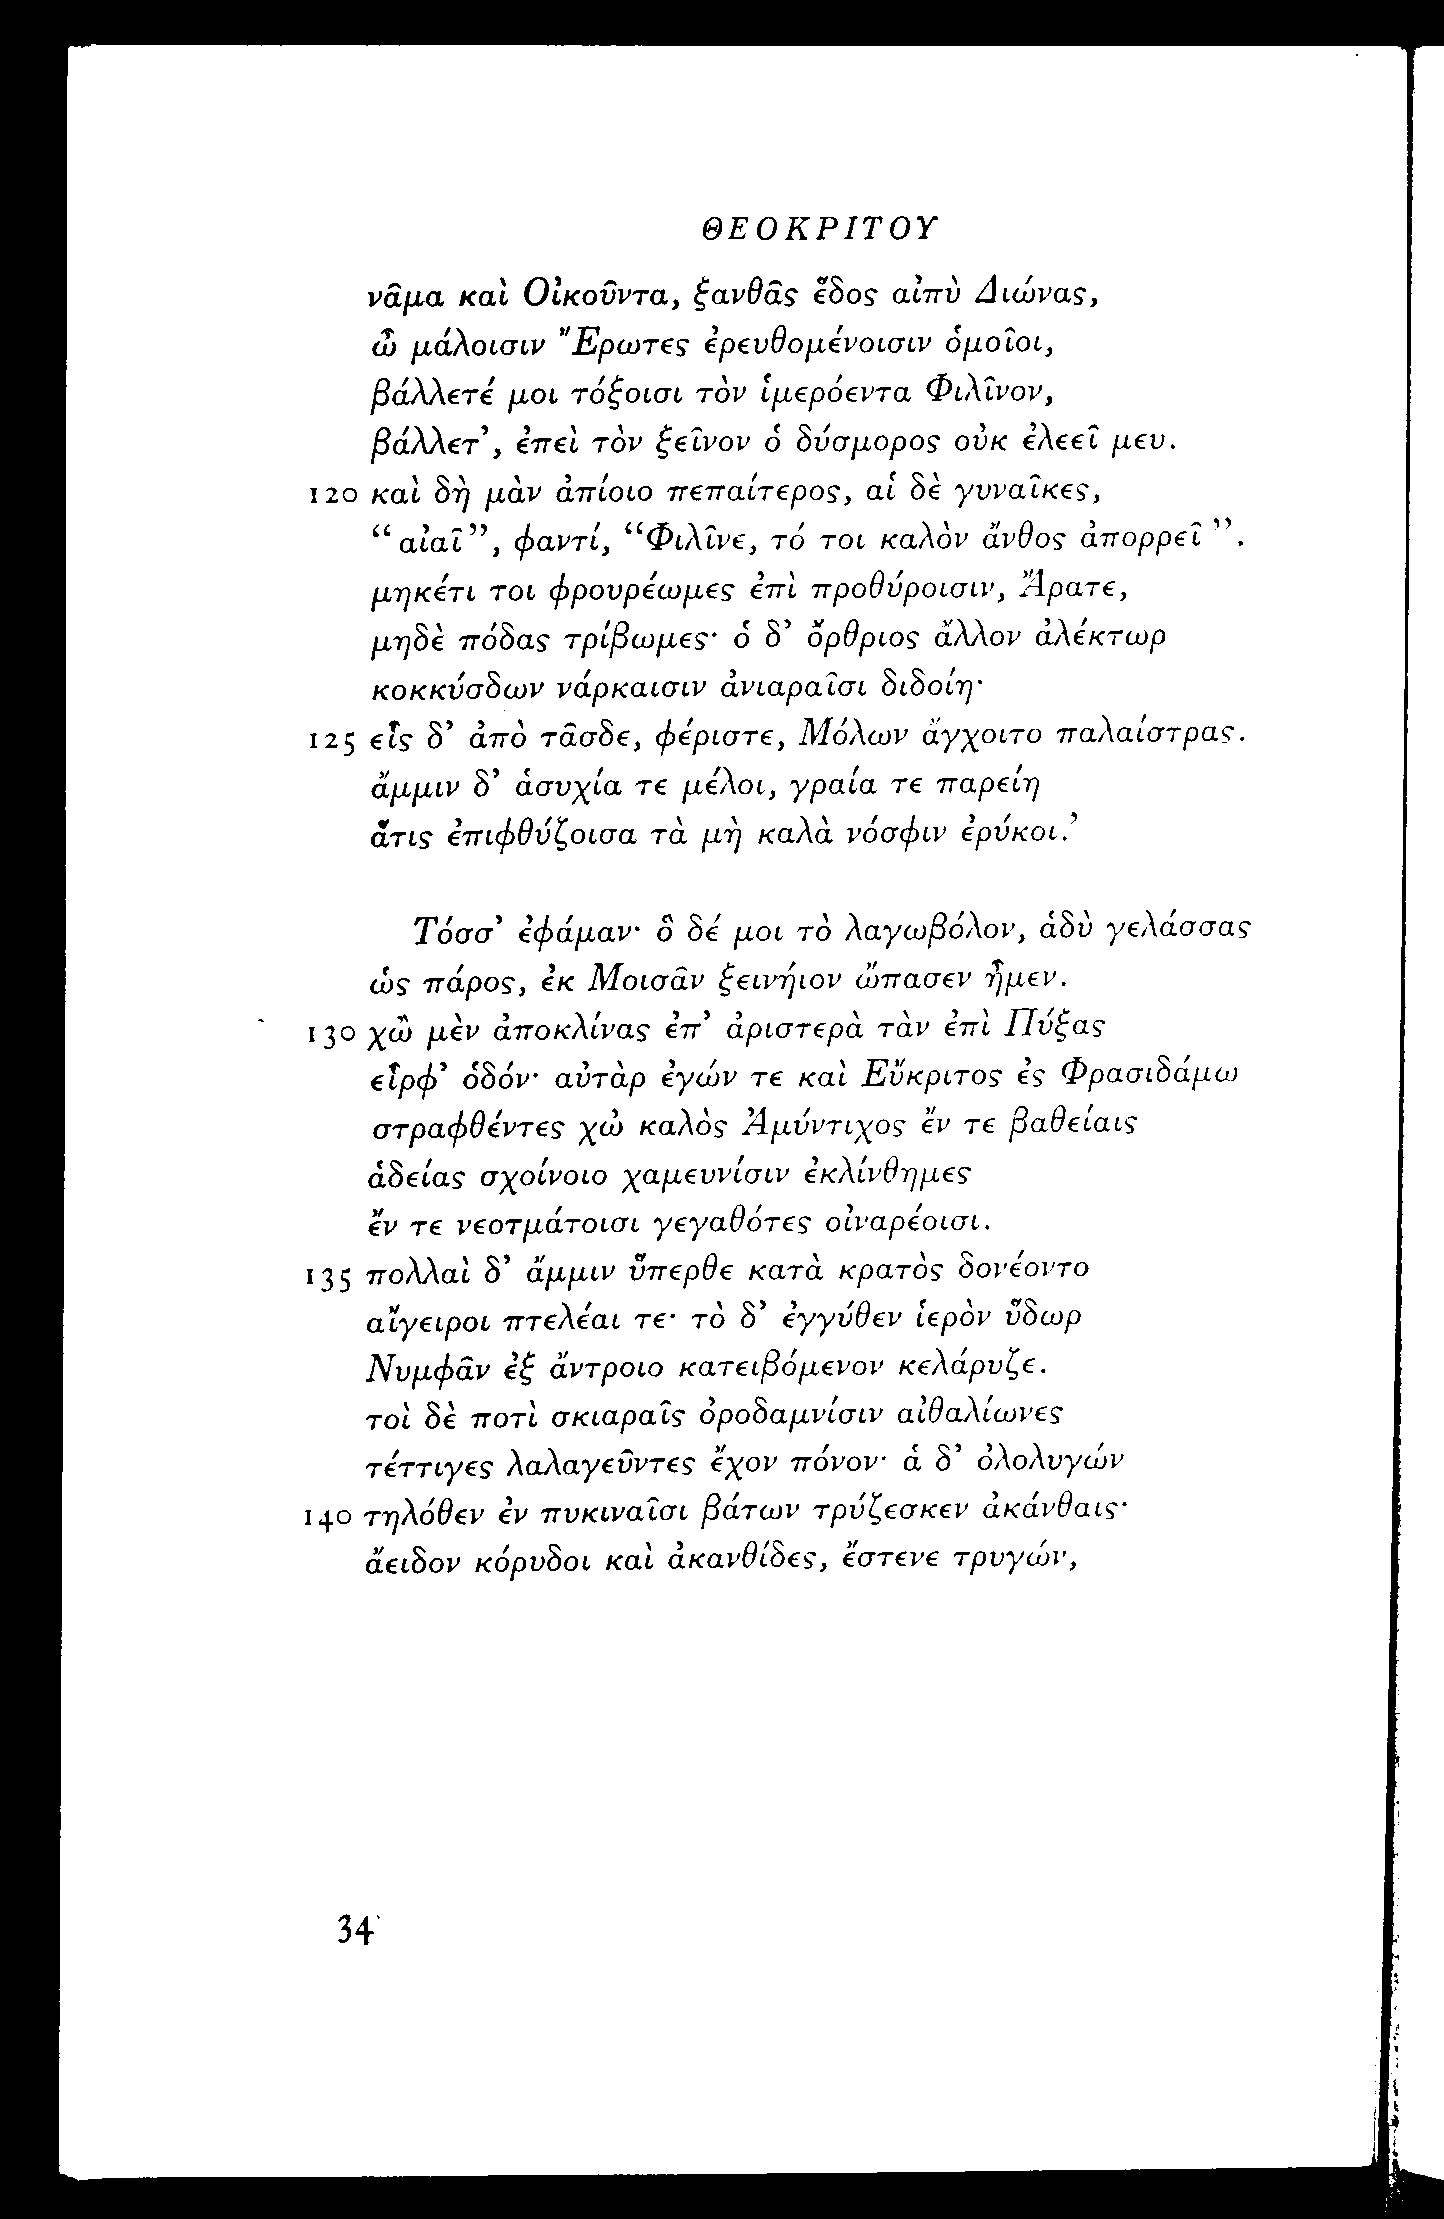 ΘΕΟΚΡΙΤΟΥ
νᾶμα καὶ Οἰκοῦντα, ξανθᾶς ἕδος αἰπὺ Διώνας,
ὦ μάλοισιν Ἔρωτες ἐρευθομένοισιν ὁμοῖοι,
βάλλετέ μοι τόξοισι τὸν ἱμερόεντα Φιλῖνον,
βάλλετ’, ἐπεὶ τὸν ξεῖνον ὁ δύσμορος οὐκ ἐλεεῖ μευ.
120 καὶ δὴ μὰν ἀπίοιο πεπαίτερος, αἱ δὲ γυναῖκες,
“αἰαῖ”, φαντί, “Φιλῖνε, τό τοι καλὸν ἄνθος ἀπορρεῖ”.
μηκέτι τοι φρουρέωμες ἐπὶ προθύροισιν, Ἄρατε,
μηδὲ πόδας τρίβωμες· ὁ δ’ ὄρθριος ἄλλον ἀλέκτωρ
κοκκύσδων νάρκαισιν ἀνιαραῖσι διδοίη·
125 εἷς δ’ ἀπὸ τᾶσδε, φέριστε, Μόλων ἄγχοιτο παλαίστρας.
ἄμμιν δ’ ἁσυχία τε μέλοι, γραία τε παρείη
ἅτις ἐπιφθύζοισα τὰ μὴ καλὰ νόσφιν ἐρύκοι.’
Τόσσ’ ἐφάμαν· ὃ δέ μοι τὸ λαγωβόλον, ἁδὺ γελάσσας
ὡς πάρος, ἐκ Μοισᾶν ξεινήιον ὤπασεν ἦμεν.
130 χὢ μὲν ἀποκλίνας ἐπ’ ἀριστερὰ τὰν ἐπὶ Πύξας
εἷρφ’ ὁδόν· αὐτὰρ ἐγών τε καὶ Εὔκριτος ἐς Φρασιδάμω
στραφθέντες χὠ καλὸς Ἀμύντιχος ἔν τε βαθείαις
ἁδείας σχοίνοιο χαμευνίσιν ἐκλίνθημες
ἔν τε νεοτμάτοισι γεγαθότες οἰναρέοισι.
135 πολλαὶ δ’ ἄμμιν ὕπερθε κατὰ κρατὸς δονέοντο
αἴγειροι πτελέαι τε· τὸ δ’ ἐγγύθεν ἱερὸν ὕδωρ
Νυμφᾶν ἐξ ἄντροιο κατειβόμενον κελάρυζε.
τοὶ δὲ ποτὶ σκιαραῖς ὀροδαμνίσιν αἰθαλίωνες
τέττιγες λαλαγεῦντες ἔχον πόνον· ἁ δ’ ὀλολυγών
140 τηλόθεν ἐν πυκιναῖσι βάτων τρύζεσκεν ἀκάνθαις·
ἄειδον κόρυδοι καὶ ἀκανθίδες, ἔστενε τρυγών,
34